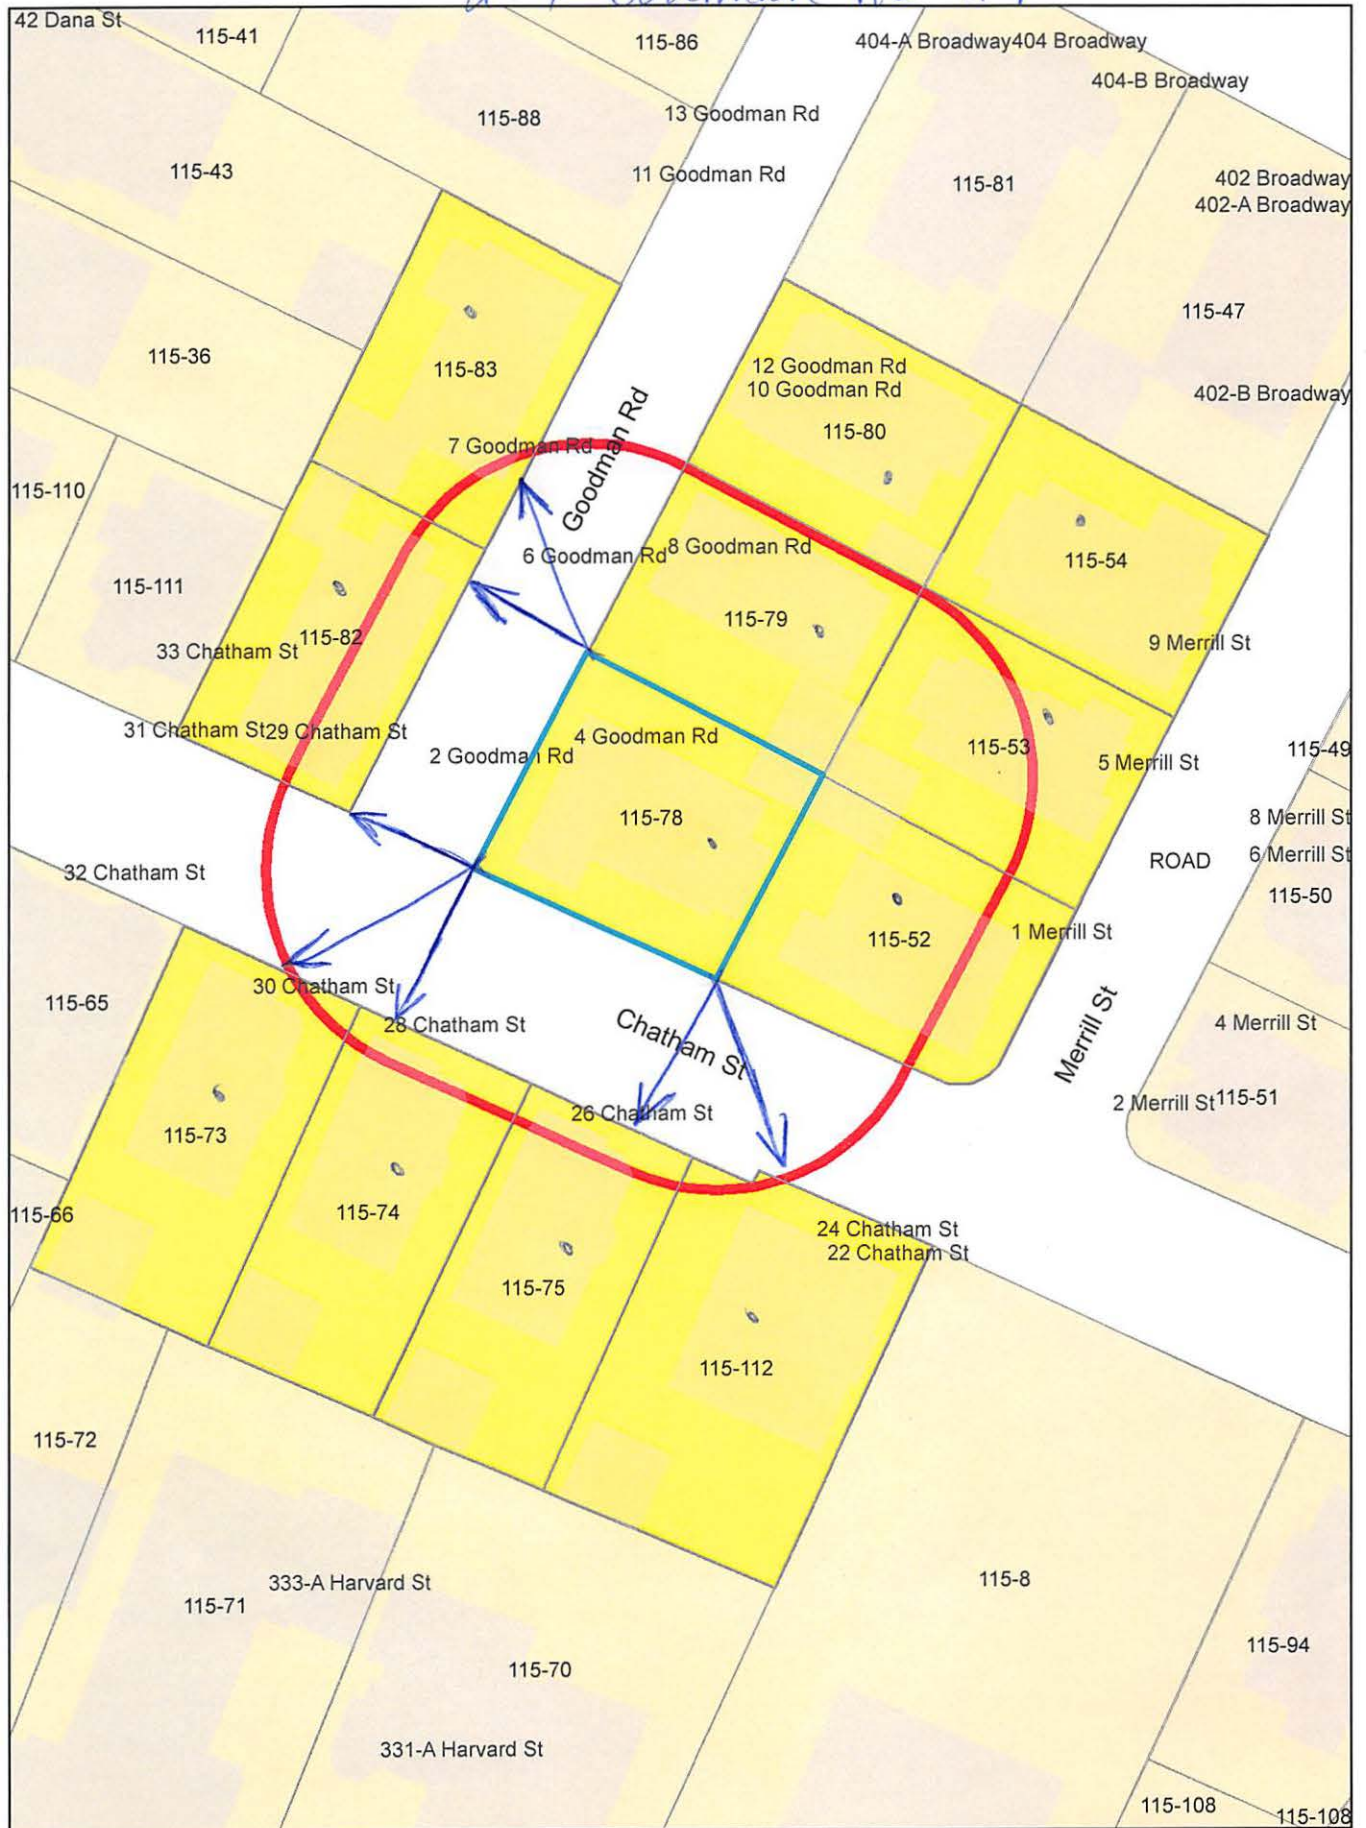 42 Dana St
115-41
115-86
404-A Broadway
404 Broadway
404-B Broadway
115-88
13 Goodman Rd
115-43
11 Goodman Rd
115-81
402 Broadway
402-A Broadway
115-47
115-36
115-83
12 Goodman Rd
10 Goodman Rd
402-B Broadway
115-80
7 Goodman Rd
Goodman Rd
115-110
6 Goodman Rd
8 Goodman Rd
115-54
115-111
115-79
115-82
33 Chatham St
9 Merrill St
31 Chatham St
29 Chatham St
2 Goodman Rd
4 Goodman Rd
115-53
5 Merrill St
115-49
115-78
8 Merrill St
ROAD
6 Merrill St
32 Chatham St
115-50
115-52
1 Merrill St
30 Chatham St
115-65
28 Chatham St
Chatham St
Merrill St
4 Merrill St
26 Chatham St
2 Merrill St
115-51
115-73
115-74
115-66
24 Chatham St
22 Chatham St
115-75
115-112
115-72
333-A Harvard St
115-71
115-8
115-94
115-70
331-A Harvard St
115-108
115-108